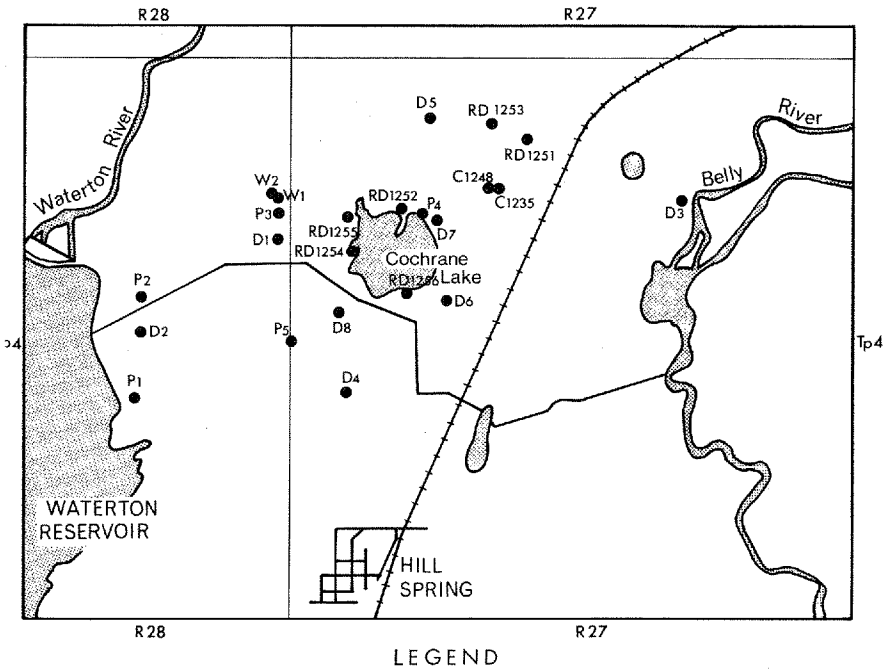 R28
R27
D5
RD1253
RD1251
River
Waterton River
W2
W1
RD1252
P4
C1248
C1235
Belly
P3
D3
RD1255
D7
D1
RD1254
Cochrane
Lake
P2
RD1256
D6
D2
D8
P5
p4
Tp4
P1
D4
WATERTON
RESERVOIR
HILL
SPRING
R28
R27
LEGEND